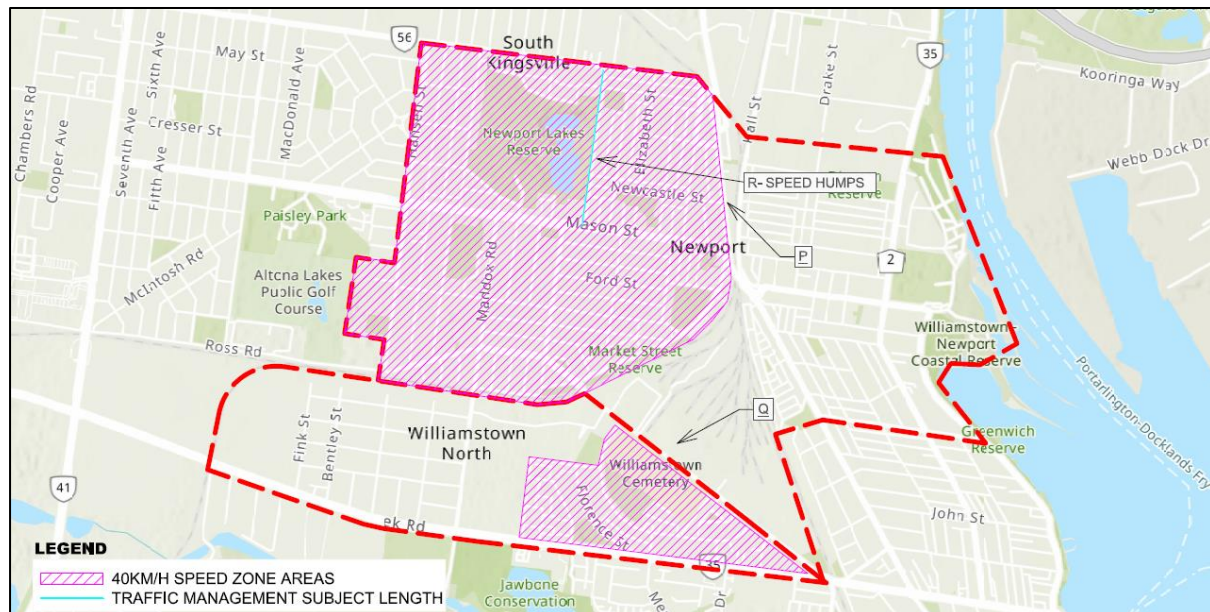 56
South
Kingsville
35
May St
Sixth Ave
MacDonald Ave
Drake St
Kooringa Way
Chambers Rd
Cooper Ave
Cresser St
Seventh Ave
Fifth Ave
Hansen St
Newport Lakes
Reserve
Elizabeth St
Hall St
Webb Dock Dr
R- SPEED HUMPS
Reserve
Newcastle St
Paisley Park
Mason St
Newport
P
2
McIntosh Rd
Altona Lakes
Public Golf
Course
Maddox Rd
Ford St
Williamstown -
Newport
Coastal Reserve
Ross Rd
Market Street
Reserve
Portarlington-Docklands Fry
Q
Fink St
Bentley St
Williamstown
North
Greenwich
Reserve
Williamstown
Cemetery
41
Florence St
John St
ek Rd
35
Dr
Jawbone
Conservation
LEGEND
40KM/H SPEED ZONE AREAS
TRAFFIC MANAGEMENT SUBJECT LENGTH